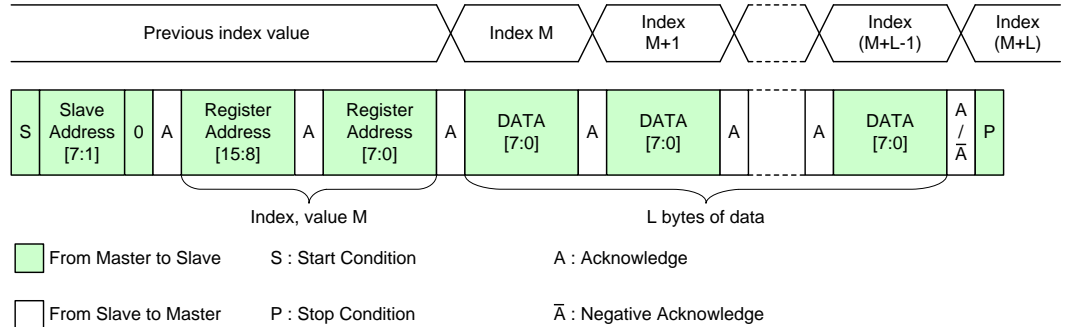 Previous index value
Index M
Index
M+1
Index
(M+L-1)
Index
(M+L)
S
Slave
Address
[7:1]
0
A
Register
Address
[15:8]
A
Register
Address
[7:0]
A
DATA
[7:0]
A
DATA
[7:0]
A
A
DATA
[7:0]
A
/
A̅
P
Index, value M
L bytes of data
From Master to Slave
S : Start Condition
A : Acknowledge
From Slave to Master
P : Stop Condition
A̅ : Negative Acknowledge